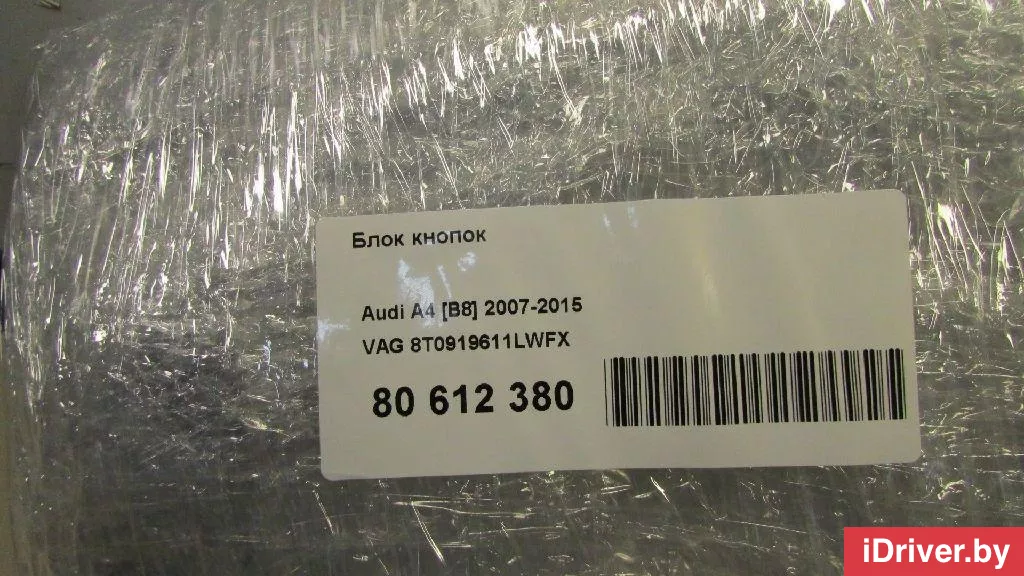 Блок кнопок
Audi A4 [B8] 2007-2015
VAG 8T0919611LWFX
80 612 380
iDriver.by